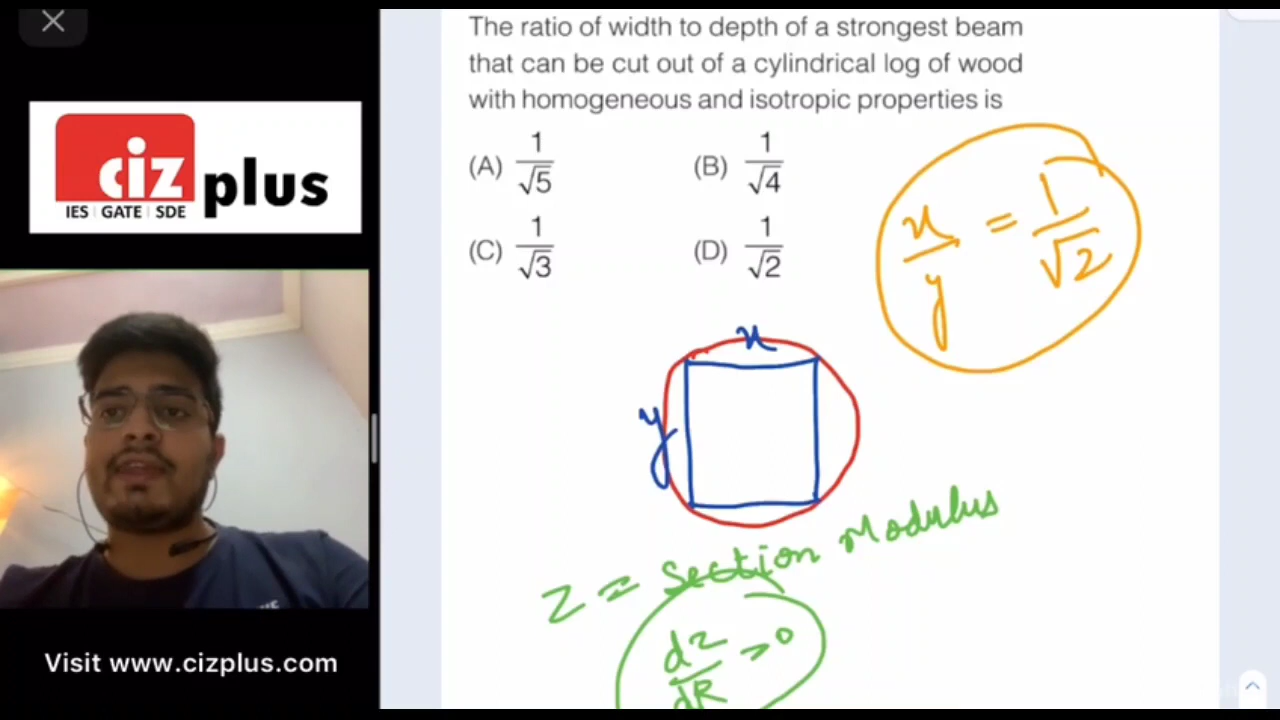 The ratio of width to depth of a strongest beam
that can be cut out of a cylindrical log of wood
with homogeneous and isotropic properties is
(A) 1/√5 (B) 1/√4
(C) 1/√3 (D) 1/√2
x/y = 1/√2
x
y
Z = Section Modulus
dz/dR = 0
ciz plus
IES | GATE | SDE
Visit www.cizplus.com